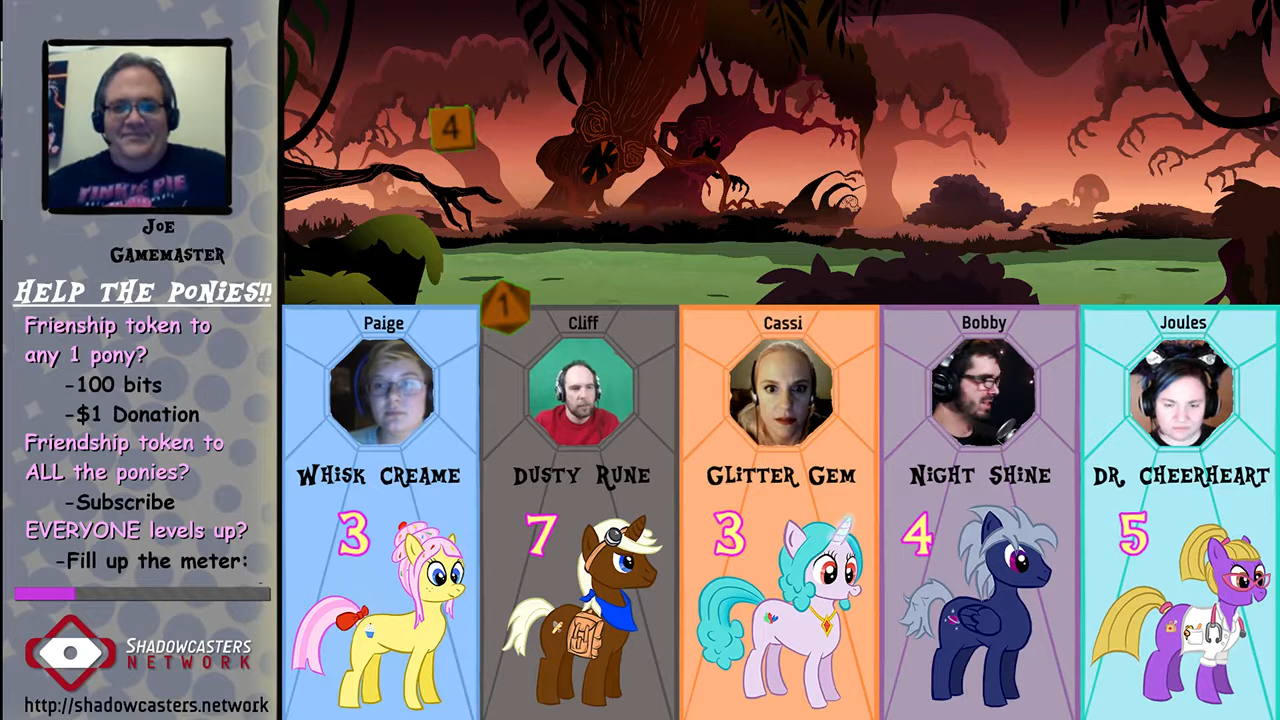 PINKIE PIE
Joe
Gamemaster
Help the Ponies!!
Frienship token to
any 1 pony?
-100 bits
-$1 Donation
Friendship token to
ALL the ponies?
-Subscribe
EVERYONE levels up?
-Fill up the meter:
Shadowcasters
NETWORK
http://shadowcasters.network
4
1
Paige
Cliff
Cassi
Bobby
Joules
Whisk Creame
Dusty Rune
Glitter Gem
Night Shine
Dr. Cheerheart
3
7
3
4
5